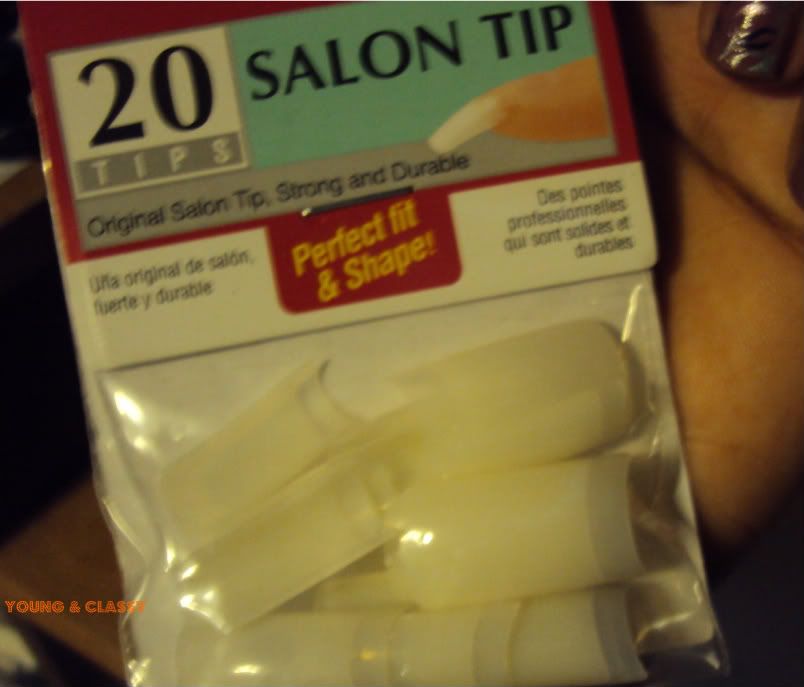 20
TIPS
SALON TIP
Original Salon Tip, Strong and Durable
Perfect fit
& Shape!
Uña original de salón,
fuerte y durable
Des pointes
professionnelles
qui sont solides et
durables
YOUNG & CLASSY